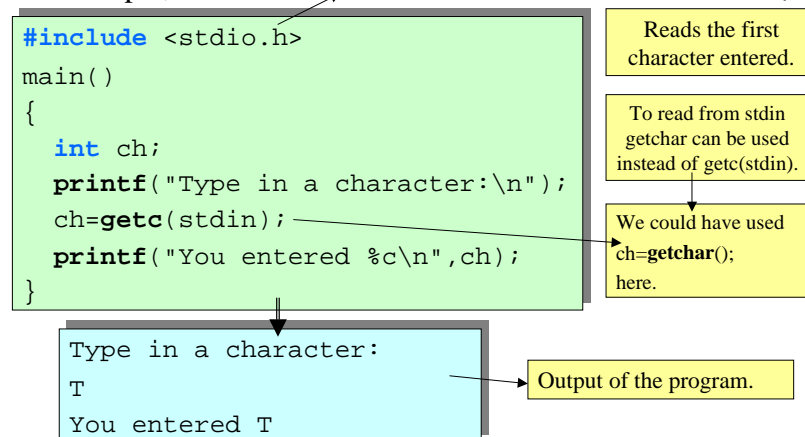 #include <stdio.h>
main()
{
int ch;
printf("Type in a character:\n");
ch=getc(stdin);
printf("You entered %c\n",ch);
}
Reads the first
character entered.
To read from stdin
getchar can be used
instead of getc(stdin).
We could have used
ch=getchar();
here.
Type in a character:
T
You entered T
Output of the program.